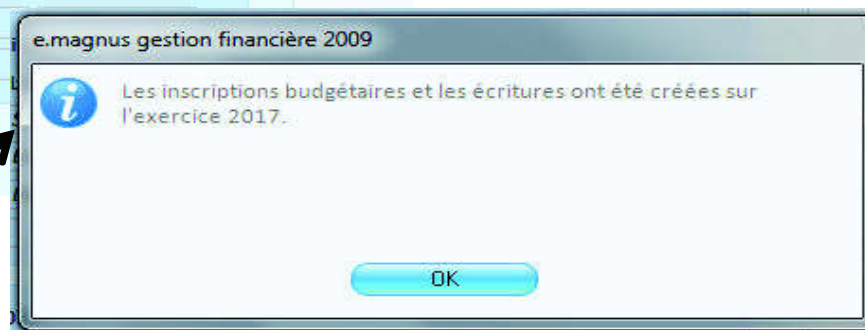 e.magnus gestion financière 2009
Les inscriptions budgétaires et les écritures ont été créées sur
l'exercice 2017.
OK